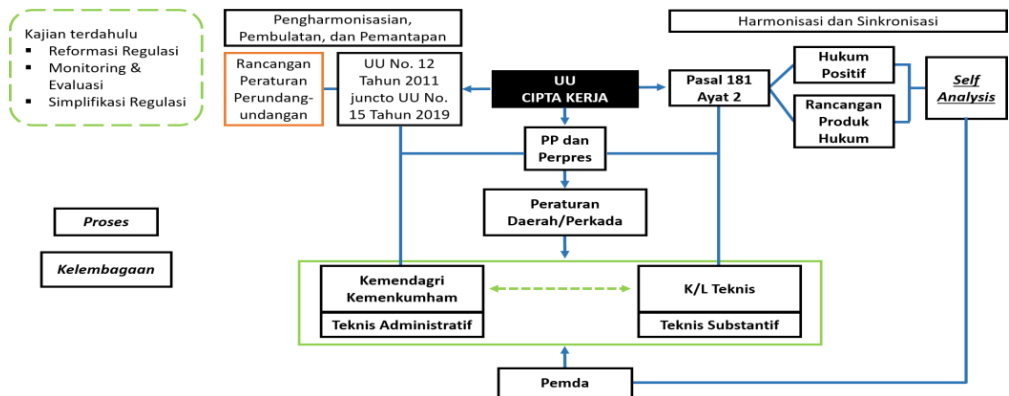 Kajian terdahulu
▪ Reformasi Regulasi
▪ Monitoring &
Evaluasi
▪ Simplifikasi Regulasi
Pengharmonisasian,
Pembulatan, dan Pemantapan
Harmonisasi dan Sinkronisasi
Rancangan
Peraturan
Perundang-
undangan
UU No. 12
Tahun 2011
juncto UU No.
15 Tahun 2019
UU
CIPTA KERJA
Pasal 181
Ayat 2
Hukum
Positif
Rancangan
Produk
Hukum
Self
Analysis
PP dan
Perpres
Peraturan
Daerah/Perkada
Proses
Kelembagaan
Kemendagri
Kemenkumham
Teknis Administratif
K/L Teknis
Teknis Substantif
Pemda